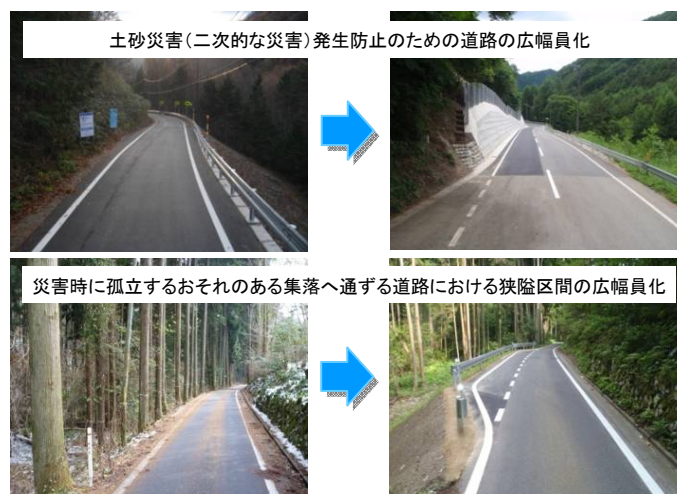 土砂災害（二次的な災害）発生防止のための道路の広幅員化
災害時に孤立するおそれのある集落へ通ずる道路における狭隘区間の広幅員化